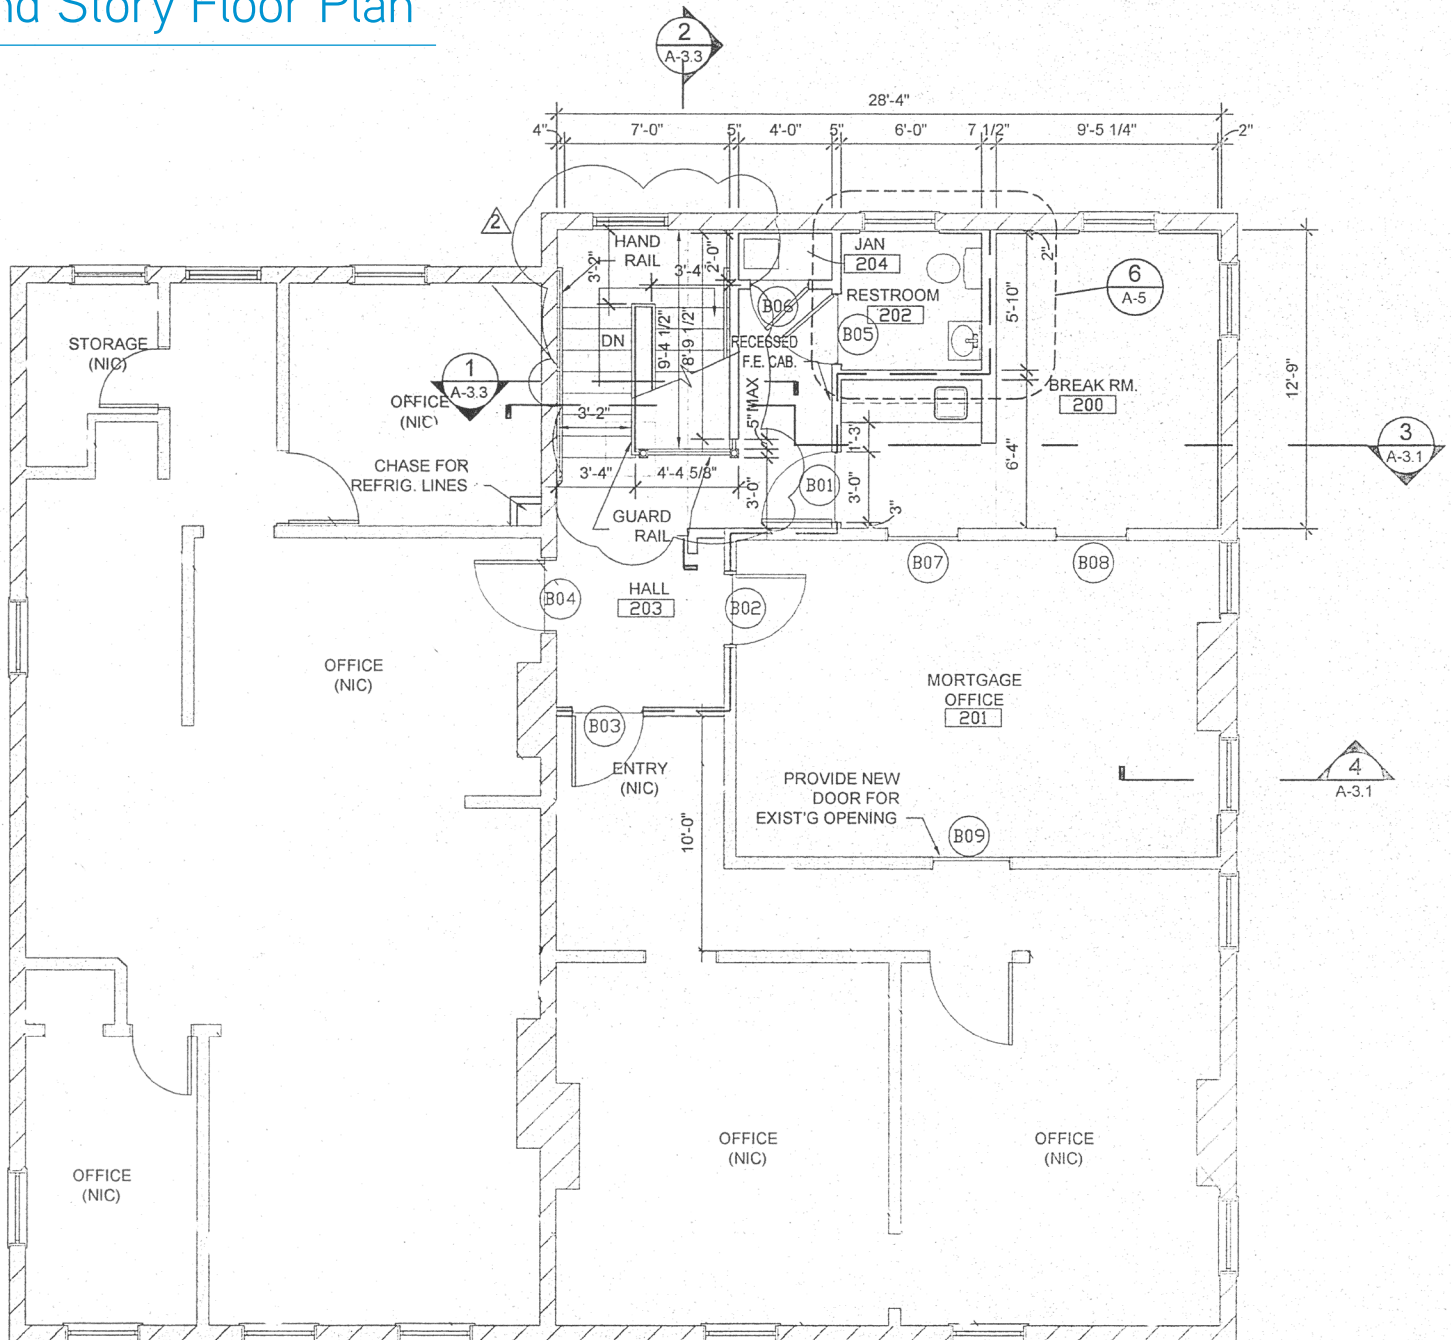 nd Story Floor Plan
2
A-3.3
28'-4"
4"
7'-0"
5"
4'-0"
5"
6'-0"
7 1/2"
9'-5 1/4"
2"
2
HAND
RAIL
3'-2"
3'-4"
2'-0"
JAN
204
2"
6
A-5
RESTROOM
202
5'-10"
B06
B05
STORAGE
(NIC)
DN
9'-4 1/2"
8'-9 1/2"
RECESSED
F.E. CAB.
1
A-3.3
BREAK RM.
200
12'-9"
OFFICE
(NIC)
3'-2"
5" MAX
1'-3"
6'-4"
3
A-3.1
CHASE FOR
REFRIG. LINES
3'-4"
4'-4 5/8"
3'-0"
B01
3'-0"
3"
GUARD
RAIL
B07
B08
HALL
203
B04
B02
OFFICE
(NIC)
MORTGAGE
OFFICE
201
B03
ENTRY
(NIC)
4
A-3.1
PROVIDE NEW
DOOR FOR
EXIST'G OPENING
10'-0"
B09
OFFICE
(NIC)
OFFICE
(NIC)
OFFICE
(NIC)